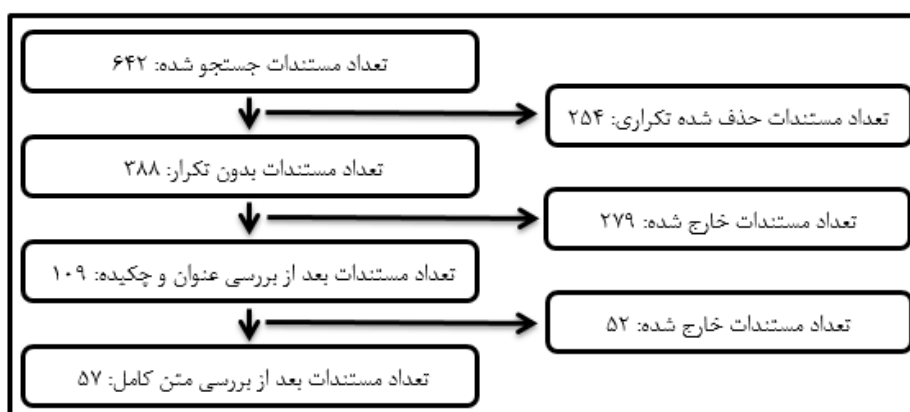 تعداد مستندات جستجو شده: ۶۴۲
تعداد مستندات حذف شده تکراری: ۲۵۴
تعداد مستندات بدون تکرار: ۳۸۸
تعداد مستندات خارج شده: ۲۷۹
تعداد مستندات بعد از بررسی عنوان و چکیده: ۱۰۹
تعداد مستندات خارج شده: ۵۲
تعداد مستندات بعد از بررسی متن کامل: ۵۷